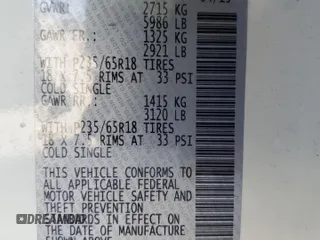 GVWR: 2715 KG
5986 LB
GAWR FR.: 1325 KG
2921 LB
WITH P235/65R18 TIRES
18 X 7.5 RIMS AT 33 PSI
COLD SINGLE
GAWR RR.: 1415 KG
3120 LB
WITH P235/65R18 TIRES
18 X 7.5 RIMS AT 33 PSI
COLD SINGLE
THIS VEHICLE CONFORMS TO
ALL APPLICABLE FEDERAL
MOTOR VEHICLE SAFETY AND
THEFT PREVENTION
STANDARDS IN EFFECT ON
THE DATE OF MANUFACTURE
SHOWN ABOVE
DREAMBID